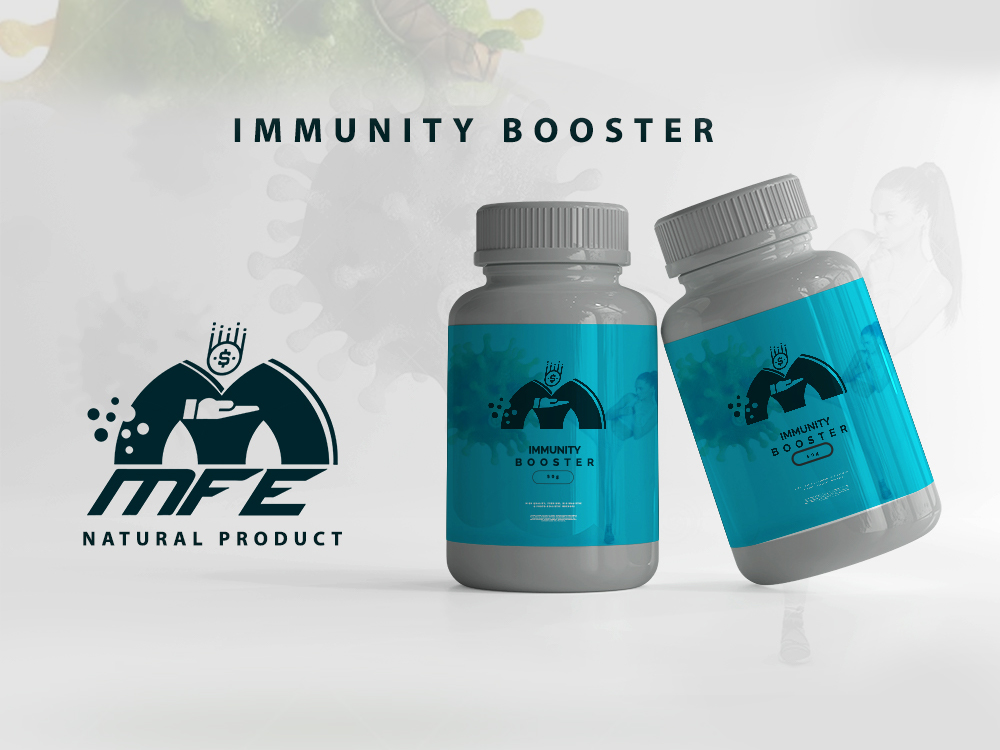 IMMUNITY BOOSTER
MFE
NATURAL PRODUCT
$
IMMUNITY
BOOSTER
$
IMMUNITY
BOOSTER
$